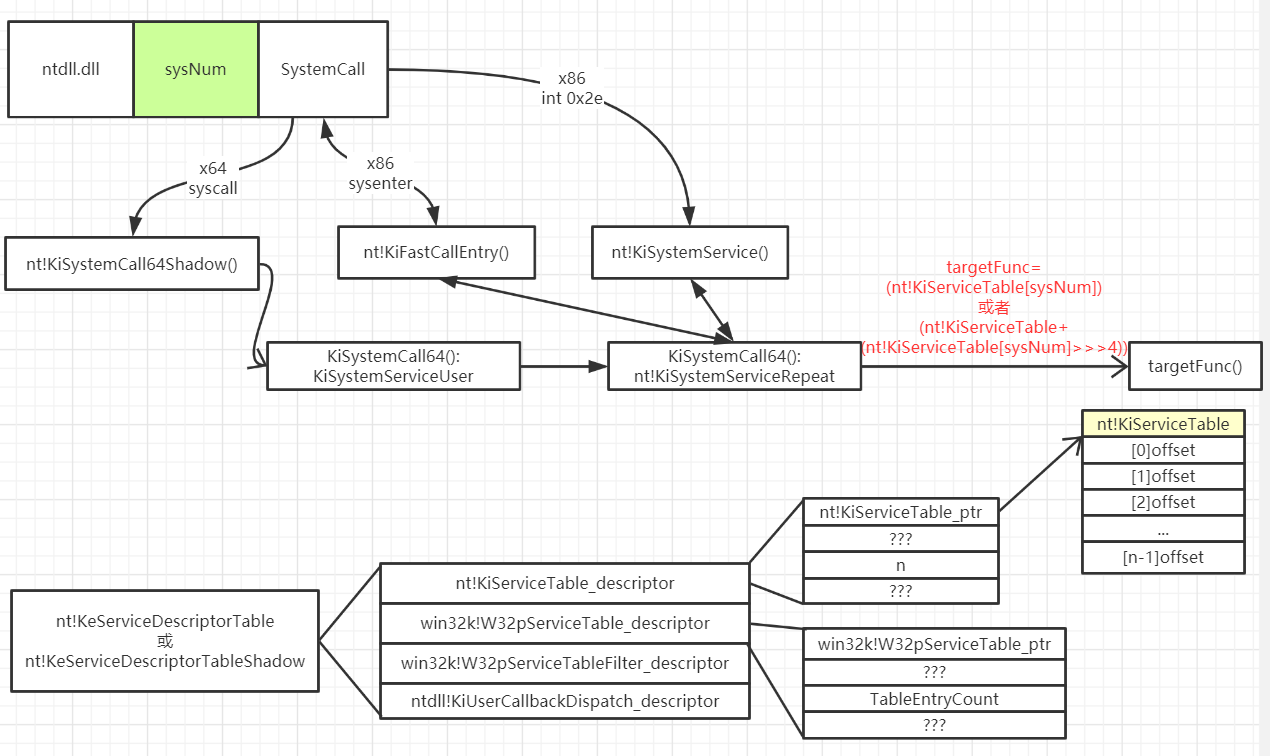 ntdll.dll
sysNum
SystemCall
x86
int 0x2e
x64
syscall
x86
sysenter
nt!KiSystemCall64Shadow()
nt!KiFastCallEntry()
nt!KiSystemService()
targetFunc=
(nt!KiServiceTable[sysNum])
或者
(nt!KiServiceTable+
(nt!KiServiceTable[sysNum]>>>4))
KiSystemCall64():
KiSystemServiceUser
KiSystemCall64():
nt!KiSystemServiceRepeat
targetFunc()
nt!KiServiceTable
[0]offset
[1]offset
[2]offset
...
[n-1]offset
nt!KiServiceTable_ptr
???
n
???
nt!KeServiceDescriptorTable
或
nt!KeServiceDescriptorTableShadow
nt!KiServiceTable_descriptor
win32k!W32pServiceTable_descriptor
win32k!W32pServiceTableFilter_descriptor
ntdll!KiUserCallbackDispatch_descriptor
win32k!W32pServiceTable_ptr
???
TableEntryCount
???